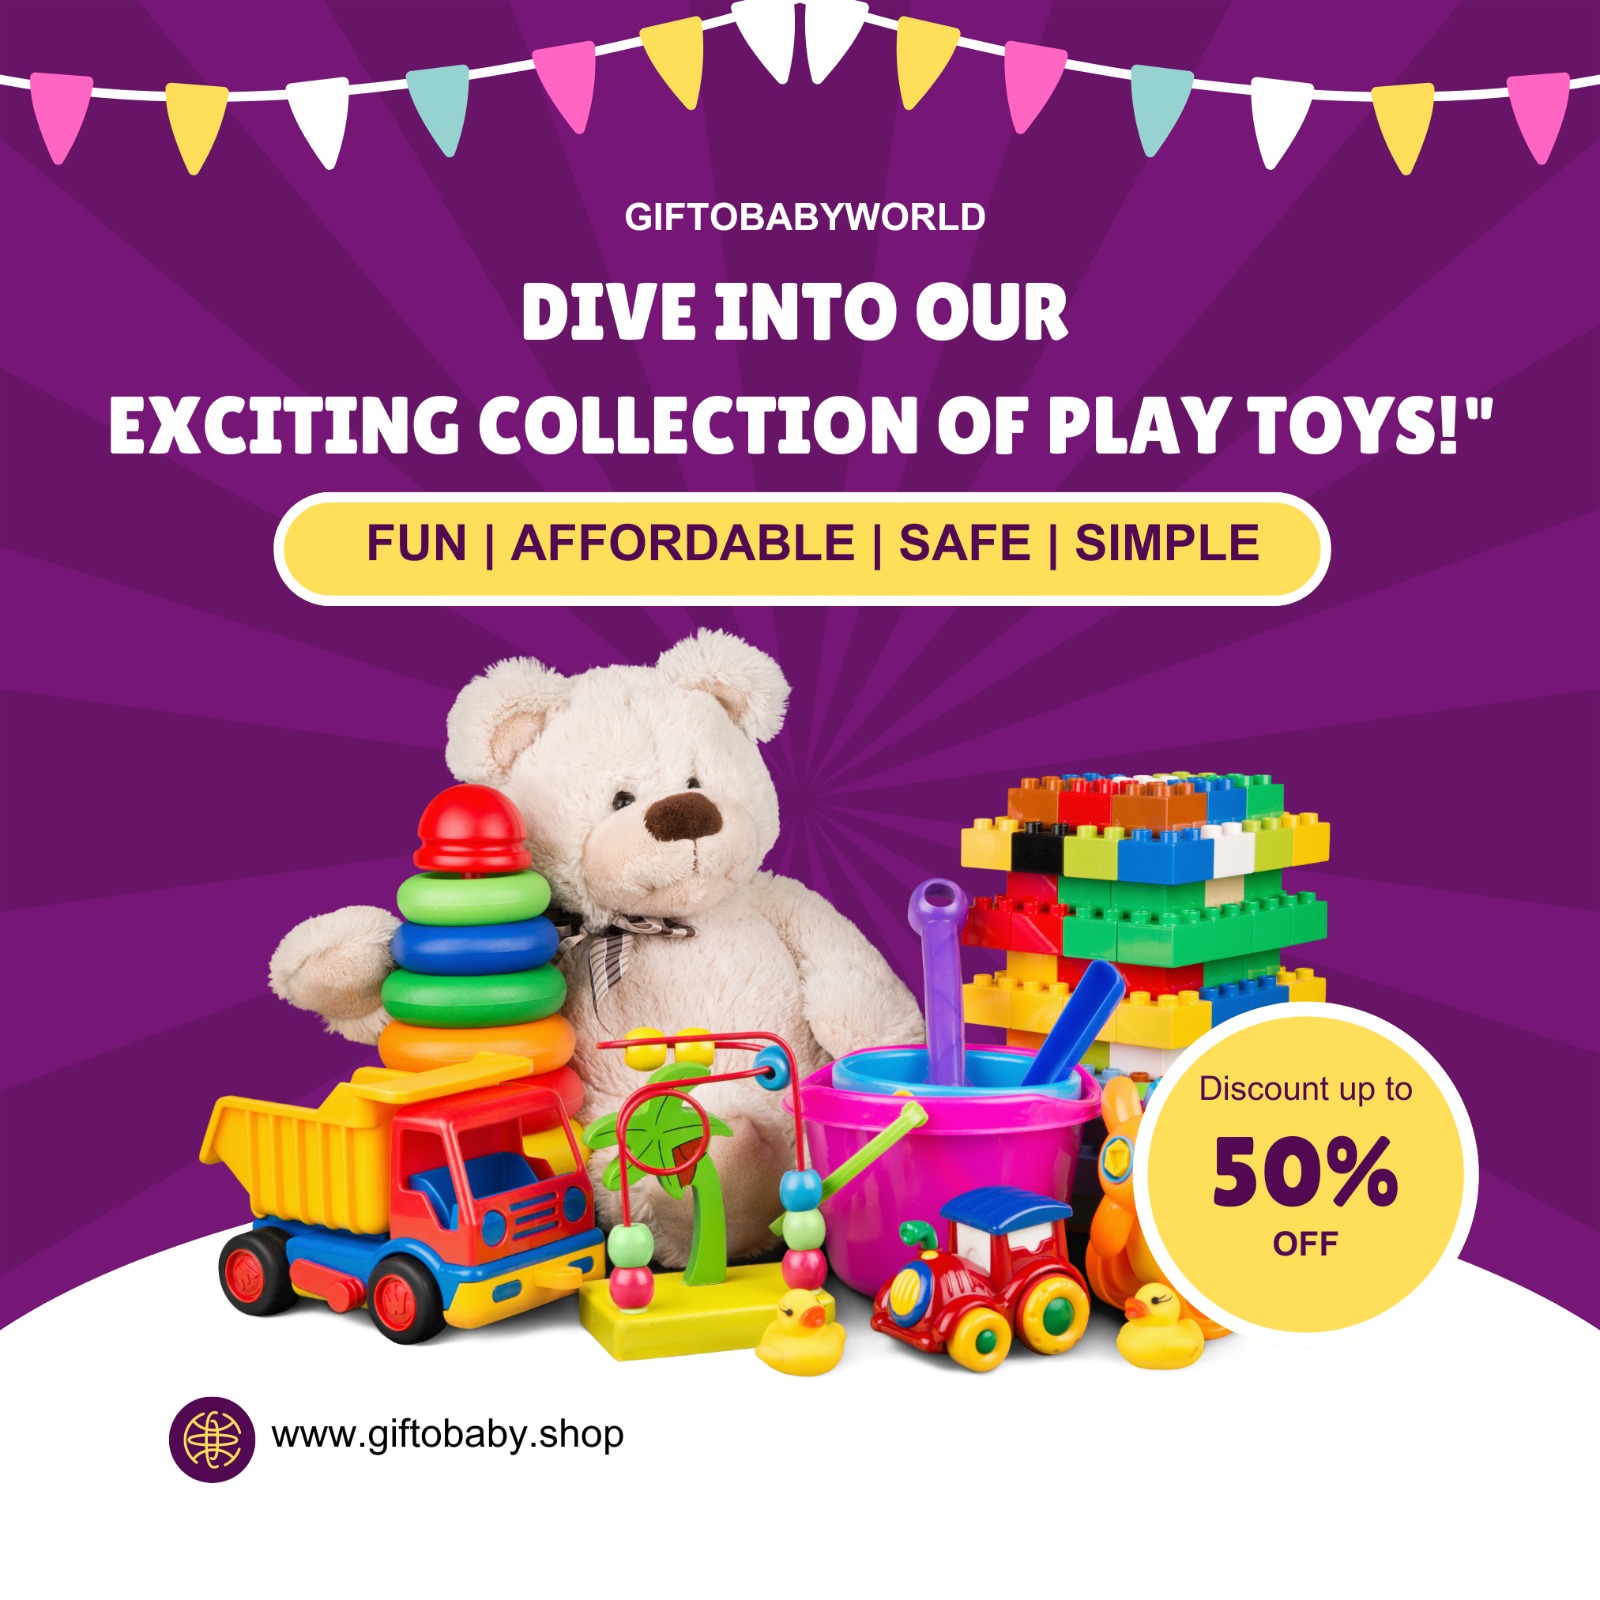 GIFTOBABYWORLD
DIVE INTO OUR
EXCITING COLLECTION OF PLAY TOYS!"
FUN | AFFORDABLE | SAFE | SIMPLE
Discount up to
50%
OFF
www.giftobaby.shop